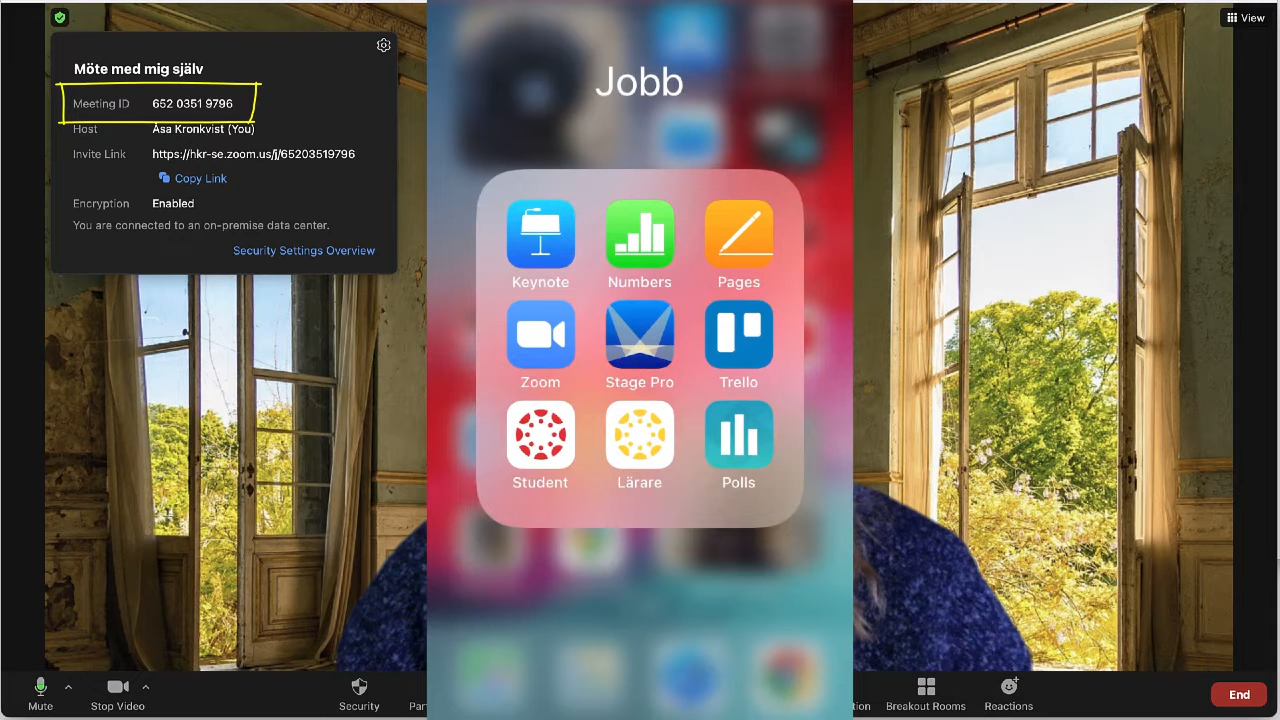 View
Möte med mig själv
Meeting ID 652 0351 9796
Host Åsa Kronkvist (You)
Invite Link https://hkr-se.zoom.us/j/65203519796
Copy Link
Encryption Enabled
You are connected to an on-premise data center.
Security Settings Overview
Jobb
Keynote Numbers Pages
Zoom Stage Pro Trello
Student Lärare Polls
Mute Stop Video Security Par tion Breakout Rooms Reactions End